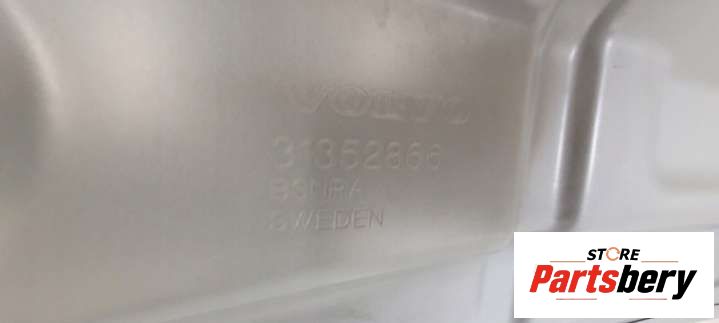 VOLVO
31352866
SWEDEN
STORE
Partsbery